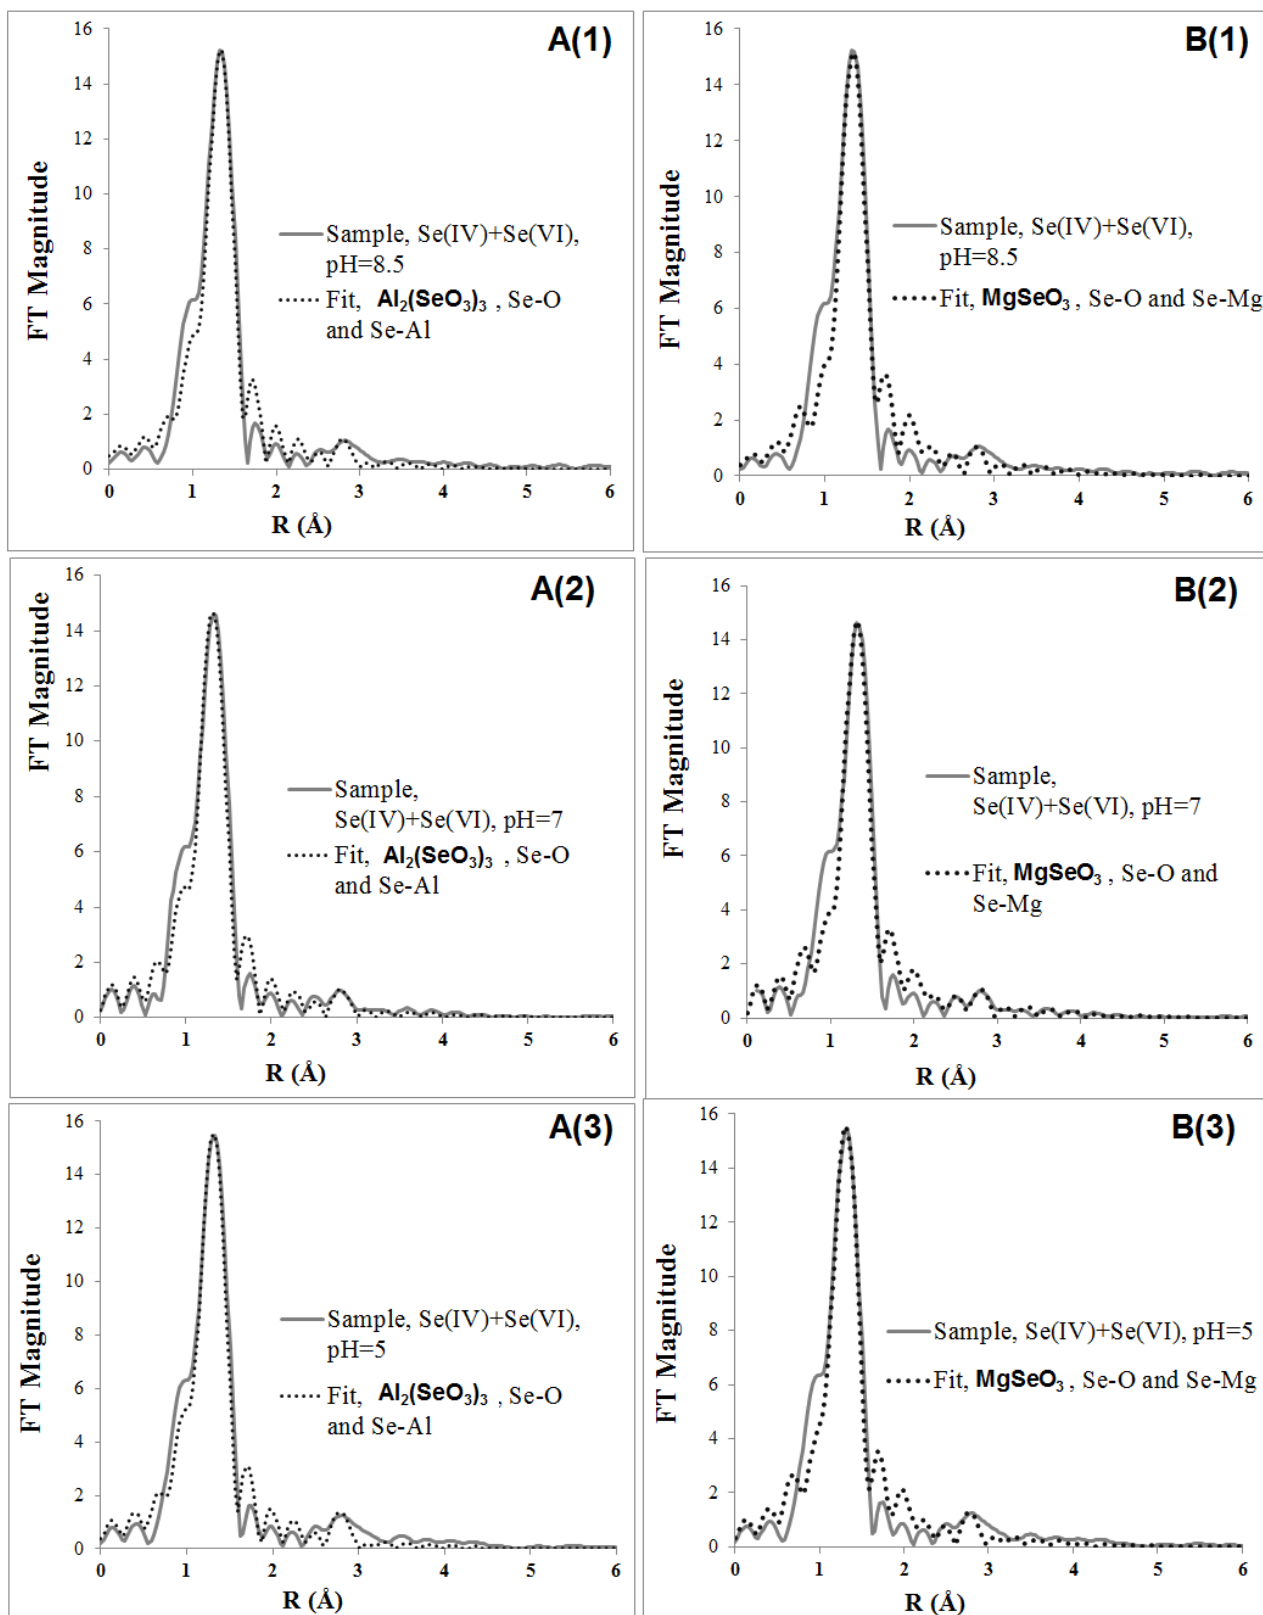 A(1)
16
14
12
10
8
6
4
2
0
FT Magnitude
Sample, Se(IV)+Se(VI),
pH=8.5
Fit, Al₂(SeO₃)₃ , Se-O
and Se-Al
0 1 2 3 4 5 6
R (Å)
B(1)
16
14
12
10
8
6
4
2
0
FT Magnitude
Sample, Se(IV)+Se(VI),
pH=8.5
Fit, MgSeO₃ , Se-O and Se-Mg
0 1 2 3 4 5 6
R (Å)
A(2)
16
14
12
10
8
6
4
2
0
FT Magnitude
Sample,
Se(IV)+Se(VI), pH=7
Fit, Al₂(SeO₃)₃ , Se-O
and Se-Al
0 1 2 3 4 5 6
R (Å)
B(2)
16
14
12
10
8
6
4
2
0
FT Magnitude
Sample,
Se(IV)+Se(VI), pH=7
Fit, MgSeO₃ , Se-O and
Se-Mg
0 1 2 3 4 5 6
R (Å)
A(3)
16
14
12
10
8
6
4
2
0
FT Magnitude
Sample, Se(IV)+Se(VI),
pH=5
Fit, Al₂(SeO₃)₃ , Se-O
and Se-Al
0 1 2 3 4 5 6
R (Å)
B(3)
16
14
12
10
8
6
4
2
0
FT Magnitude
Sample, Se(IV)+Se(VI), pH=5
Fit, MgSeO₃ , Se-O and Se-Mg
0 1 2 3 4 5 6
R (Å)